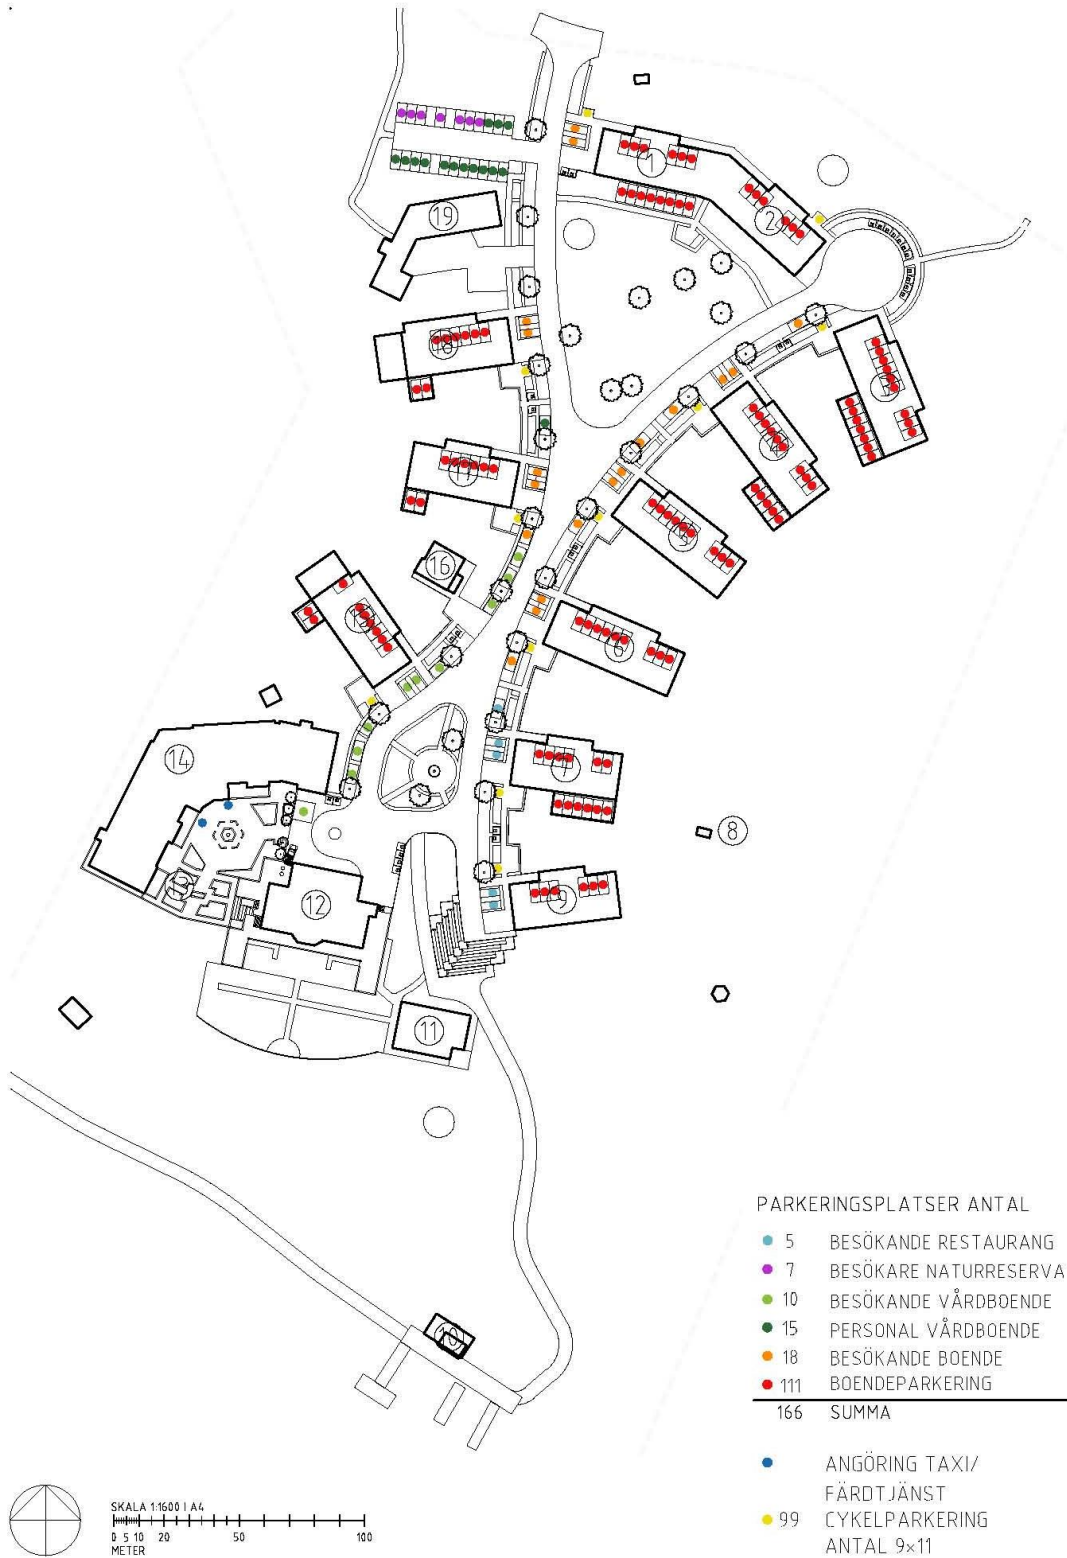 1
2
19
18
17
16
3
4
5
6
15
14
7
8
13
12
9
11
10
PARKERINGSPLATSER ANTAL
5 BESÖKANDE RESTAURANG
7 BESÖKARE NATURRESERVA
10 BESÖKANDE VÅRDBOENDE
15 PERSONAL VÅRDBOENDE
18 BESÖKANDE BOENDE
111 BOENDEPARKERING
166 SUMMA
ANGÖRING TAXI/
FÄRDTJÄNST
99 CYKELPARKERING
ANTAL 9x11
SKALA 1:1600 I A4
0 5 10 20 50 100
METER